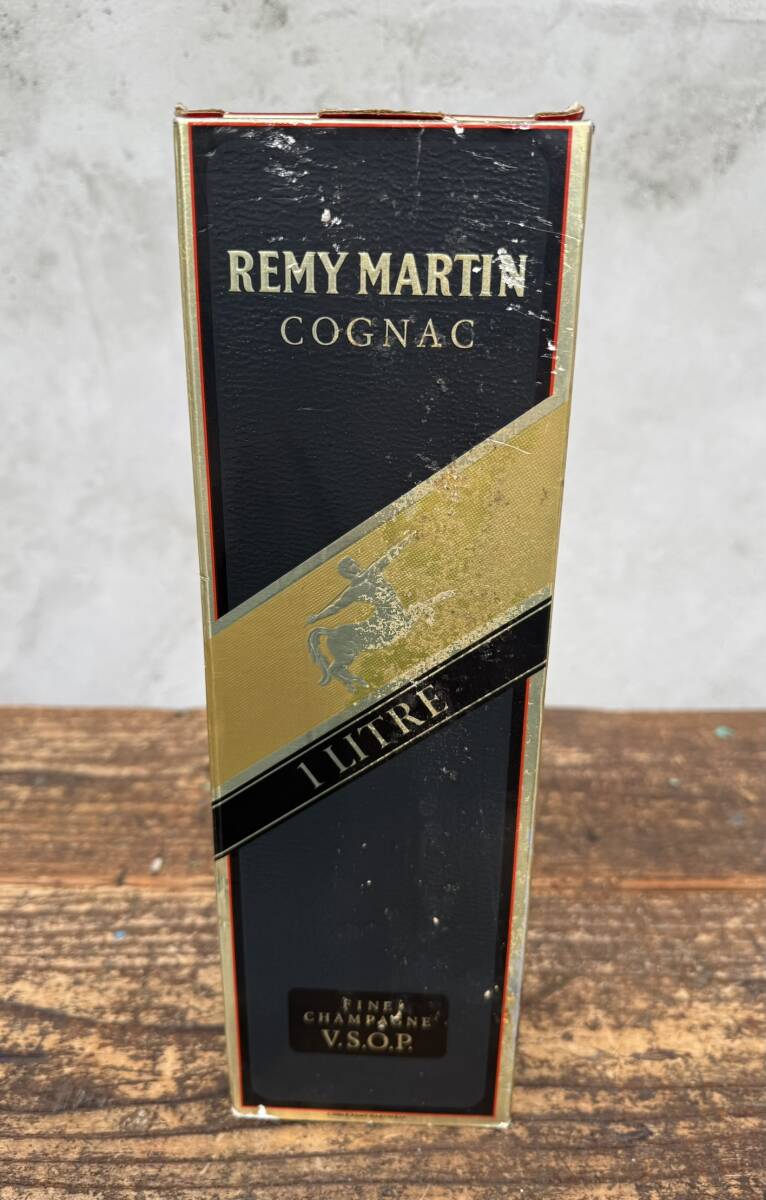 REMY MARTIN
COGNAC
1 LITRE
FINE
CHAMPAGNE
V.S.O.P.